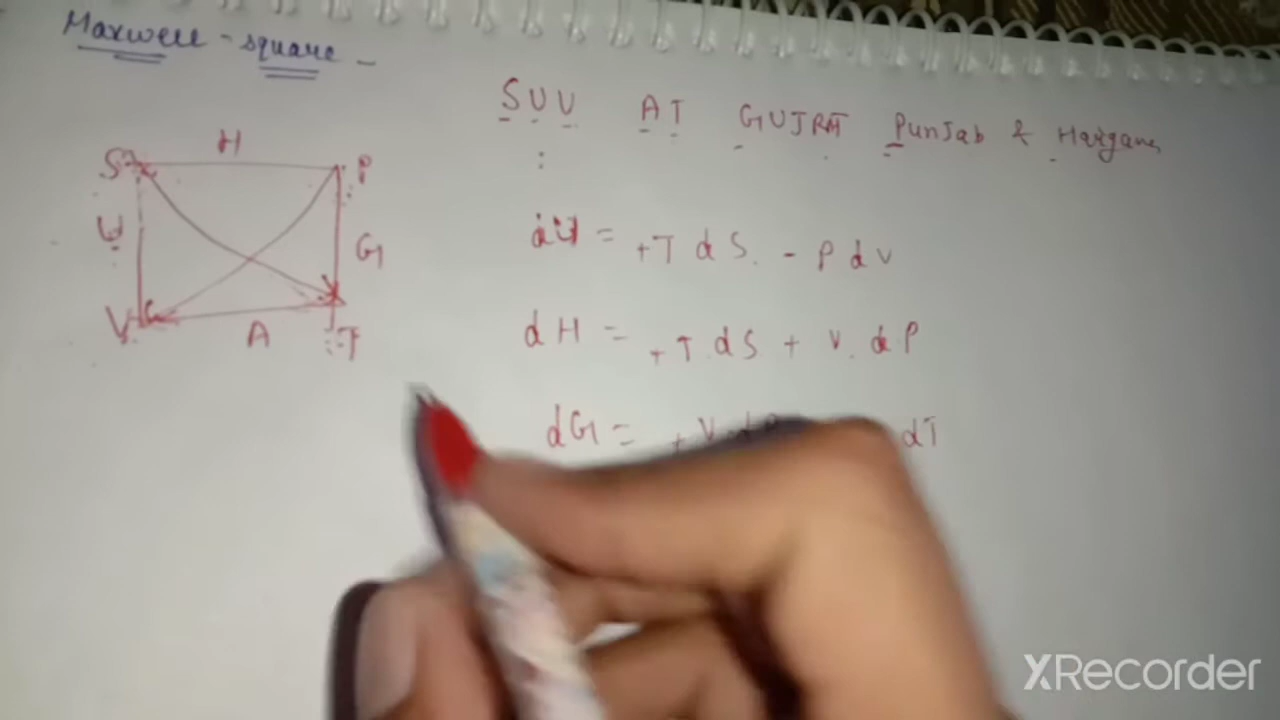 Maxwell - square -
SUV AT GUJRAT Punjab & Haryana
:
H
S P
U G
V T
A
dU = +T dS. - P dV
dH = +T.dS + V.dP
dG = + V. dT
XRecorder